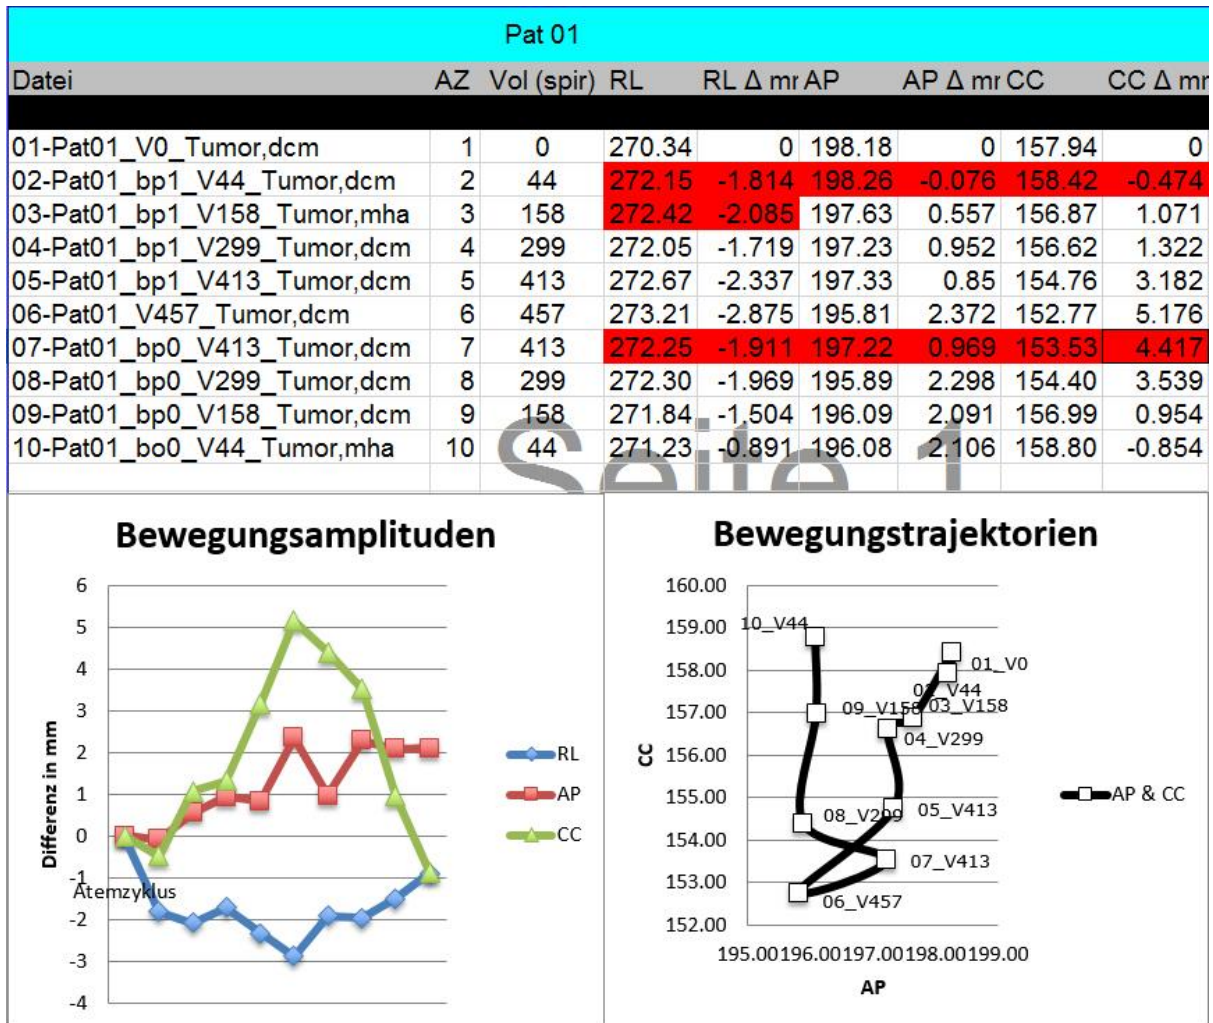 Pat 01
Datei AZ Vol (spir) RL RL Δ mr AP AP Δ mr CC CC Δ mr
01-Pat01_V0_Tumor,dcm 1 0 270.34 0 198.18 0 157.94 0
02-Pat01_bp1_V44_Tumor,dcm 2 44 272.15 -1.814 198.26 -0.076 158.42 -0.474
03-Pat01_bp1_V158_Tumor,mha 3 158 272.42 -2.085 197.63 0.557 156.87 1.071
04-Pat01_bp1_V299_Tumor,dcm 4 299 272.05 -1.719 197.23 0.952 156.62 1.322
05-Pat01_bp1_V413_Tumor,dcm 5 413 272.67 -2.337 197.33 0.85 154.76 3.182
06-Pat01_V457_Tumor,dcm 6 457 273.21 -2.875 195.81 2.372 152.77 5.176
07-Pat01_bp0_V413_Tumor,dcm 7 413 272.25 -1.911 197.22 0.969 153.53 4.417
08-Pat01_bp0_V299_Tumor,dcm 8 299 272.30 -1.969 195.89 2.298 154.40 3.539
09-Pat01_bp0_V158_Tumor,dcm 9 158 271.84 -1.504 196.09 2.091 156.99 0.954
10-Pat01_bo0_V44_Tumor,mha 10 44 271.23 -0.891 196.08 2.106 158.80 -0.854
Seite 1
Bewegungsamplituden
6
5
4
3
2
1
0
-1
-2
-3
-4
Differenz in mm
Atemzyklus
RL
AP
CC
Bewegungstrajektorien
160.00
159.00
158.00
157.00
156.00
155.00
154.00
153.00
152.00
CC
10_V44
01_V0
02_V44
09_V158
03_V158
04_V299
08_V299
05_V413
07_V413
06_V457
AP & CC
195.00 196.00 197.00 198.00 199.00
AP